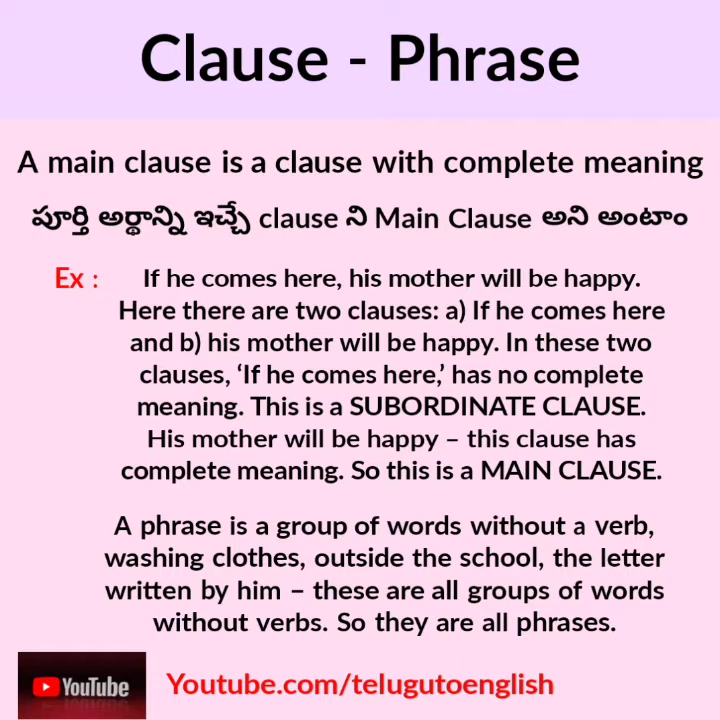 Clause - Phrase
A main clause is a clause with complete meaning
పూర్తి అర్థాన్ని ఇచ్చే clause ని Main Clause అని అంటాం
Ex : If he comes here, his mother will be happy.
Here there are two clauses: a) If he comes here
and b) his mother will be happy. In these two
clauses, ‘If he comes here,’ has no complete
meaning. This is a SUBORDINATE CLAUSE.
His mother will be happy – this clause has
complete meaning. So this is a MAIN CLAUSE.
A phrase is a group of words without a verb,
washing clothes, outside the school, the letter
written by him – these are all groups of words
without verbs. So they are all phrases.
YouTube Youtube.com/telugutoenglish